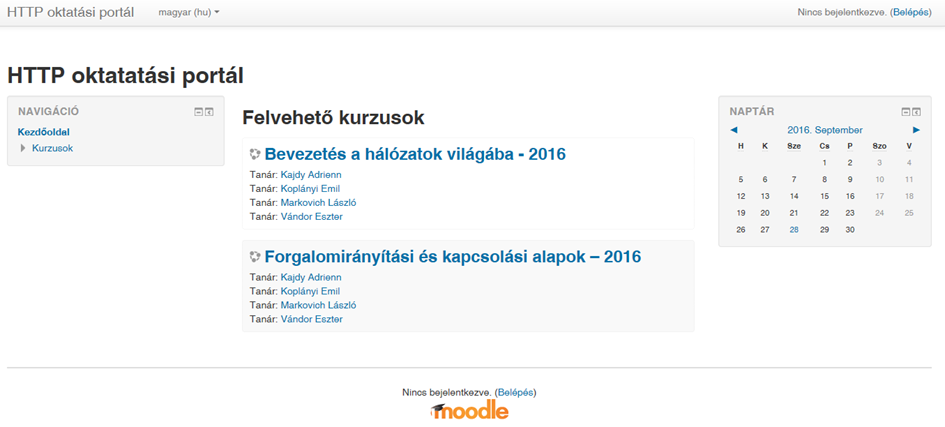 HTTP oktatási portál magyar (hu) Nincs bejelentkezve. (Belépés)
HTTP oktatatási portál
NAVIGÁCIÓ
Kezdőoldal
Kurzusok
Felvehető kurzusok
Bevezetés a hálózatok világába - 2016
Tanár: Kajdy Adrienn
Tanár: Koplányi Emil
Tanár: Markovich László
Tanár: Vándor Eszter
Forgalomirányítási és kapcsolási alapok – 2016
Tanár: Kajdy Adrienn
Tanár: Koplányi Emil
Tanár: Markovich László
Tanár: Vándor Eszter
NAPTÁR
2016. September
H K Sze Cs P Szo V
1 2 3 4
5 6 7 8 9 10 11
12 13 14 15 16 17 18
19 20 21 22 23 24 25
26 27 28 29 30
Nincs bejelentkezve. (Belépés)
moodle